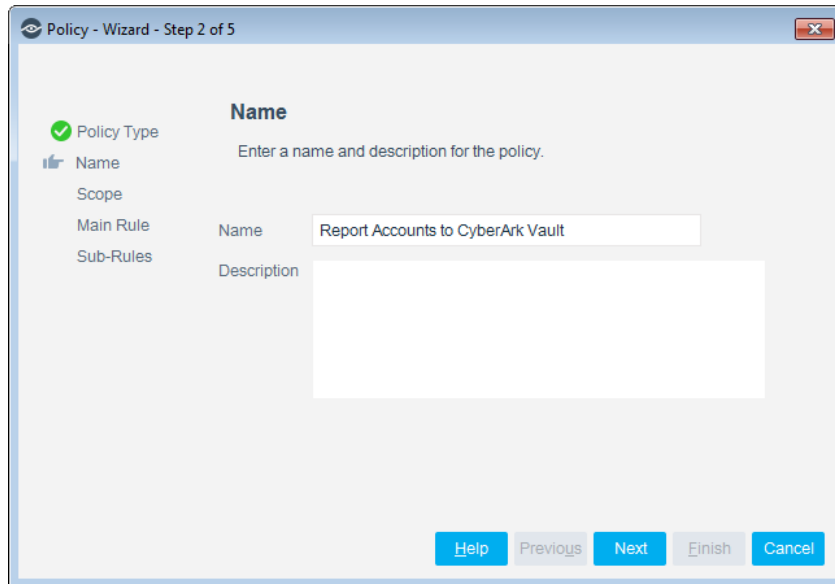 Policy - Wizard - Step 2 of 5
Policy Type
Name
Scope
Main Rule
Sub-Rules
Name
Enter a name and description for the policy.
Name Report Accounts to CyberArk Vault
Description
Help Previous Next Finish Cancel